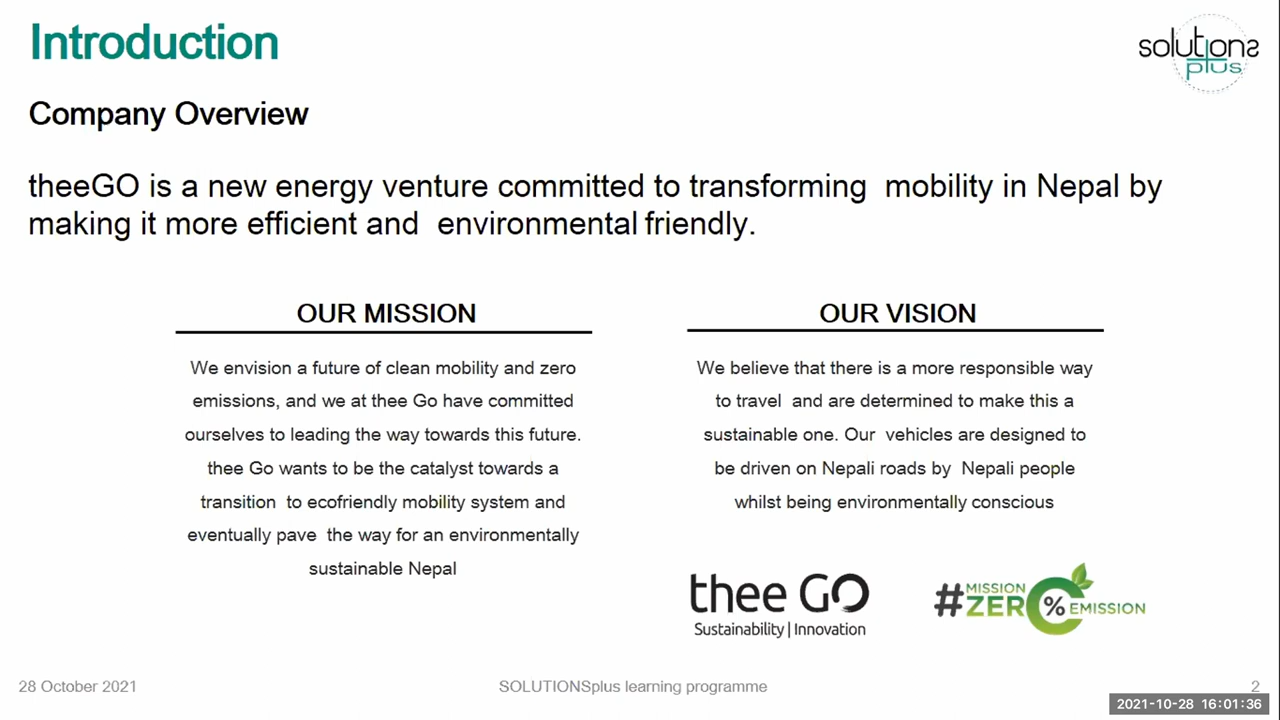 Introduction
solutions
plus
Company Overview
theeGO is a new energy venture committed to transforming mobility in Nepal by
making it more efficient and environmental friendly.
OUR MISSION
We envision a future of clean mobility and zero
emissions, and we at thee Go have committed
ourselves to leading the way towards this future.
thee Go wants to be the catalyst towards a
transition to ecofriendly mobility system and
eventually pave the way for an environmentally
sustainable Nepal
OUR VISION
We believe that there is a more responsible way
to travel and are determined to make this a
sustainable one. Our vehicles are designed to
be driven on Nepali roads by Nepali people
whilst being environmentally conscious
thee GO
Sustainability | Innovation
#MISSION
ZERO% EMISSION
28 October 2021
SOLUTIONSplus learning programme
2
2021-10-28 16:01:36